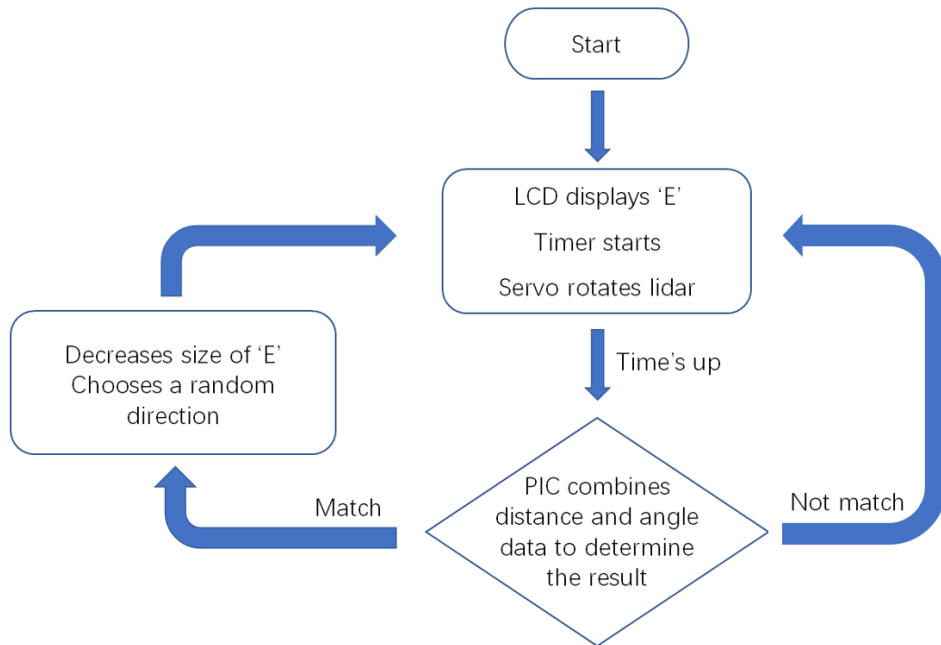 Start
LCD displays ‘E’
Timer starts
Servo rotates lidar
Time’s up
Decreases size of ‘E’
Chooses a random
direction
Match
PIC combines
distance and angle
data to determine
the result
Not match